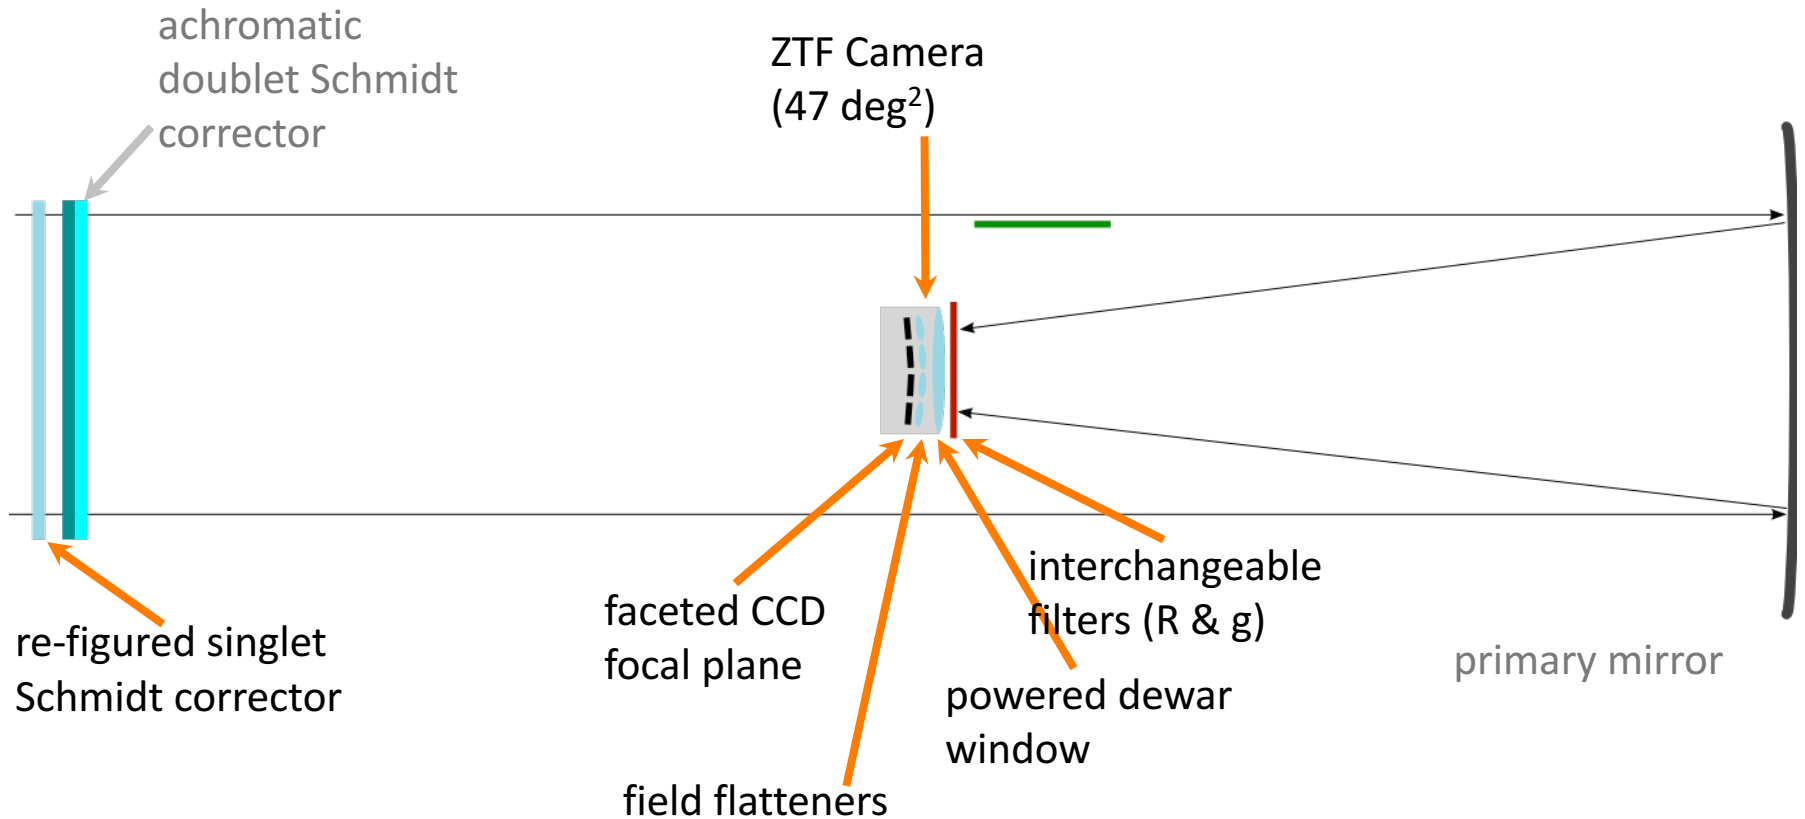 achromatic
doublet Schmidt
corrector
ZTF Camera
(47 deg²)
re-figured singlet
Schmidt corrector
faceted CCD
focal plane
field flatteners
interchangeable
filters (R & g)
powered dewar
window
primary mirror